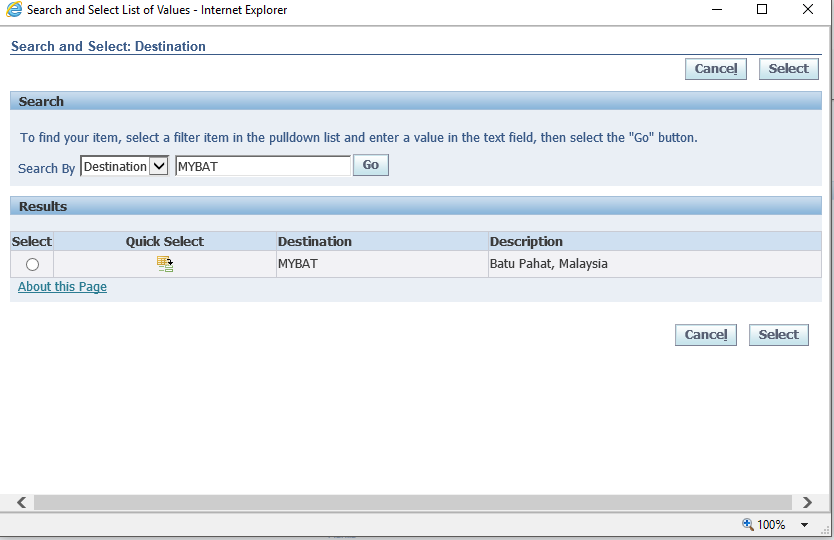 Search and Select List of Values - Internet Explorer
Search and Select: Destination
Cancel Select
Search
To find your item, select a filter item in the pulldown list and enter a value in the text field, then select the "Go" button.
Search By Destination MYBAT Go
Results
Select Quick Select Destination Description
MYBAT Batu Pahat, Malaysia
About this Page
Cancel Select
100%